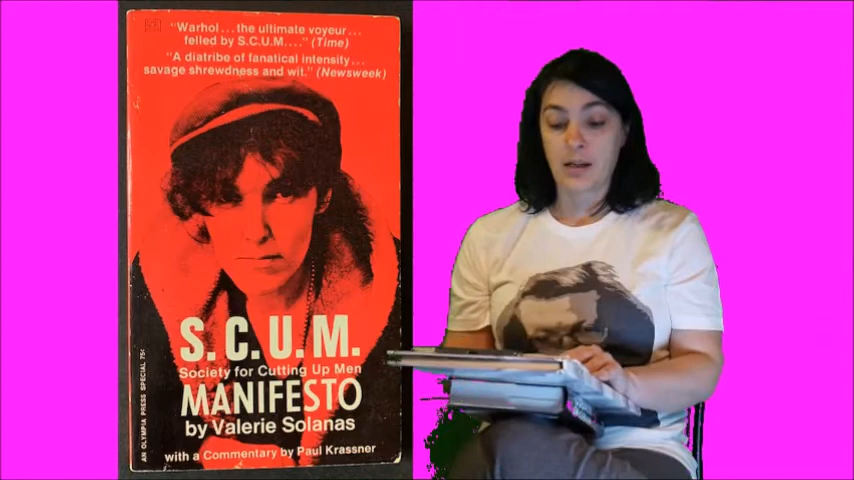 "Warhol...the ultimate voyeur...
felled by S.C.U.M...." (Time)
"A diatribe of fanatical intensity...
savage shrewdness and wit." (Newsweek)
S.C.U.M.
Society for Cutting Up Men
MANIFESTO
by Valerie Solanas
with a Commentary by Paul Krassner
AN OLYMPIA PRESS SPECIAL 75¢